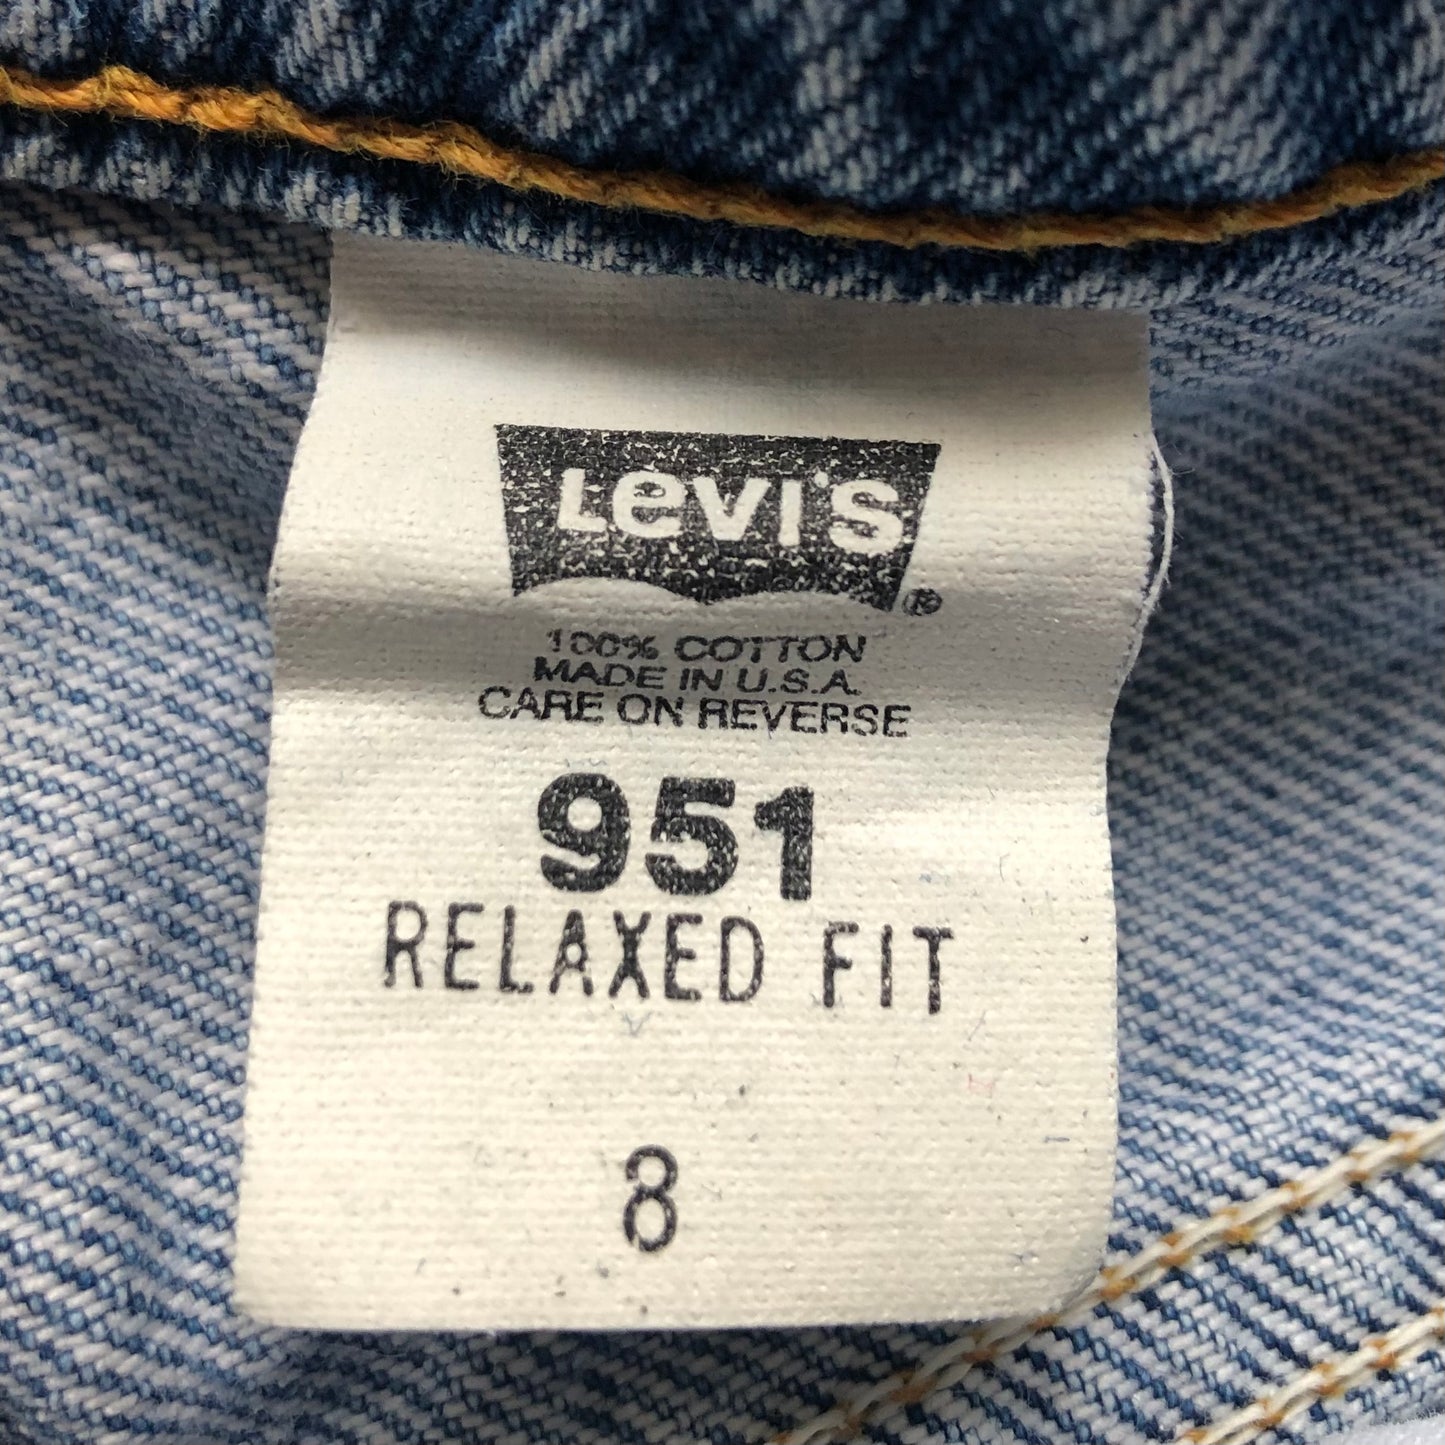 Levi's®
100% COTTON
MADE IN U.S.A.
CARE ON REVERSE
951
RELAXED FIT
8